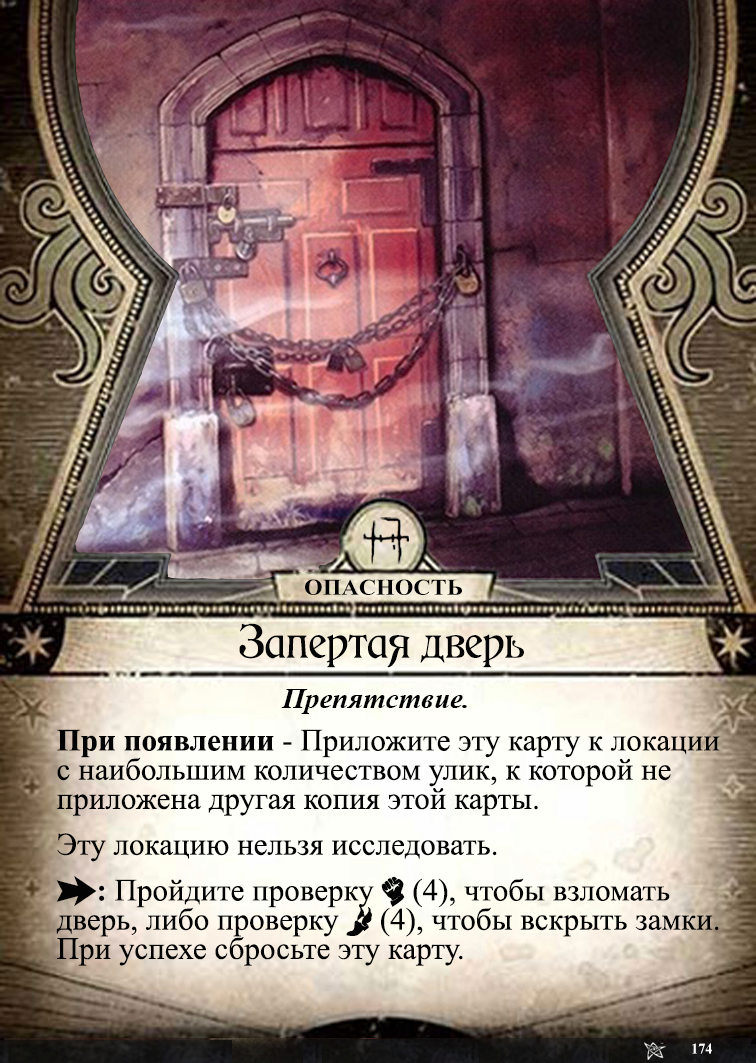 ОПАСНОСТЬ
Запертая дверь
Препятствие.
При появлении - Приложите эту карту к локации
с наибольшим количеством улик, к которой не
приложена другая копия этой карты.
Эту локацию нельзя исследовать.
: Пройдите проверку (4), чтобы взломать
дверь, либо проверку (4), чтобы вскрыть замки.
При успехе сбросьте эту карту.
174